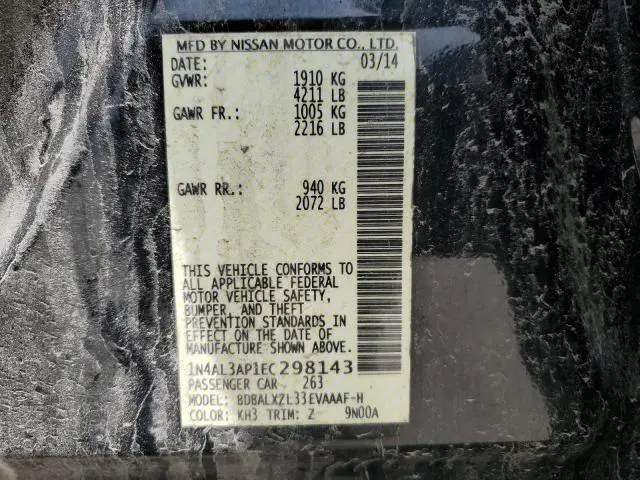 MFD BY NISSAN MOTOR CO., LTD.
DATE: 03/14
GVWR: 1910 KG
4211 LB
GAWR FR.: 1005 KG
2216 LB
GAWR RR.: 940 KG
2072 LB
THIS VEHICLE CONFORMS TO
ALL APPLICABLE FEDERAL
MOTOR VEHICLE SAFETY,
BUMPER, AND THEFT
PREVENTION STANDARDS IN
EFFECT ON THE DATE OF
MANUFACTURE SHOWN ABOVE.
1N4AL3AP1EC298143
PASSENGER CAR 263
MODEL: BDBALXZL33EVAAAF-H
COLOR: KH3 TRIM: Z 9N00A